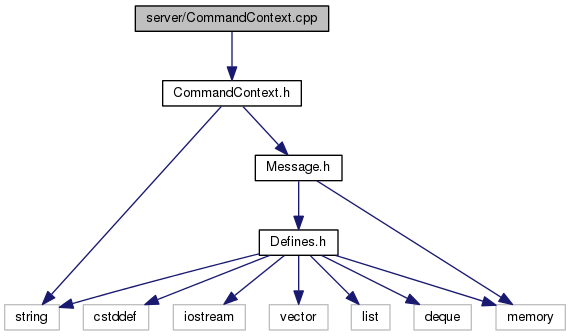 server/CommandContext.cpp
CommandContext.h
Message.h
Defines.h
string
cstddef
iostream
vector
list
deque
memory